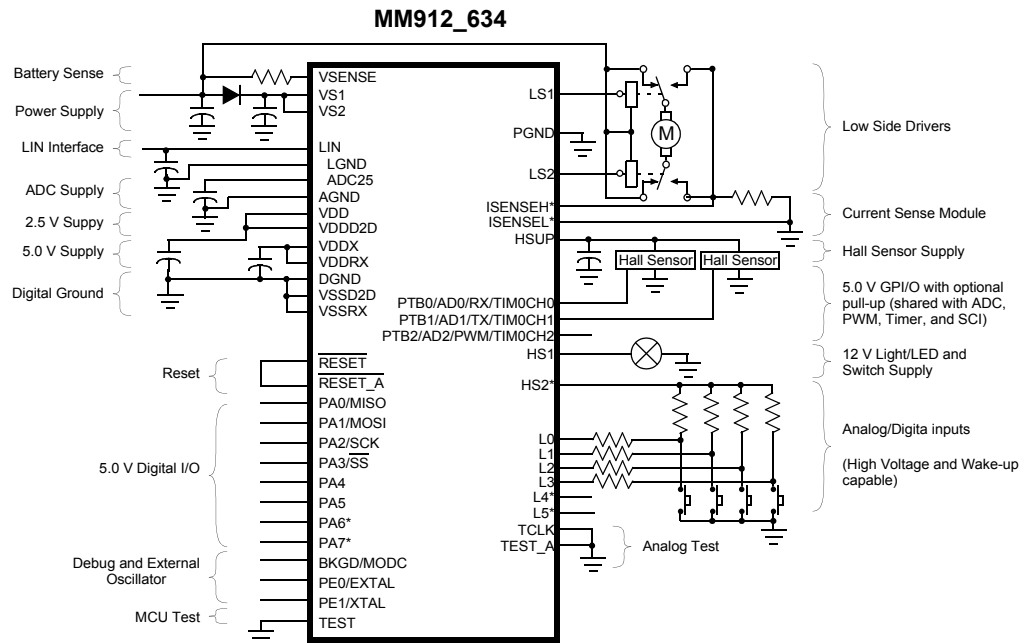 MM912_634
Battery Sense
Power Supply
LIN Interface
ADC Supply
2.5 V Suppy
5.0 V Supply
Digital Ground
Reset
5.0 V Digital I/O
Debug and External
Oscillator
MCU Test
VSENSE
VS1
VS2
LIN
LGND
ADC25
AGND
VDD
VDDD2D
VDDX
VDDRX
DGND
VSSD2D
VSSRX
RESET
RESET_A
PA0/MISO
PA1/MOSI
PA2/SCK
PA3/SS
PA4
PA5
PA6*
PA7*
BKGD/MODC
PE0/EXTAL
PE1/XTAL
TEST
LS1
PGND
LS2
ISENSEH*
ISENSEL*
HSUP
PTB0/AD0/RX/TIM0CH0
PTB1/AD1/TX/TIM0CH1
PTB2/AD2/PWM/TIM0CH2
HS1
HS2*
L0
L1
L2
L3
L4*
L5*
TCLK
TEST_A
M
Hall Sensor
Hall Sensor
Low Side Drivers
Current Sense Module
Hall Sensor Supply
5.0 V GPI/O with optional
pull-up (shared with ADC,
PWM, Timer, and SCI)
12 V Light/LED and
Switch Supply
Analog/Digita inputs
(High Voltage and Wake-up
capable)
Analog Test